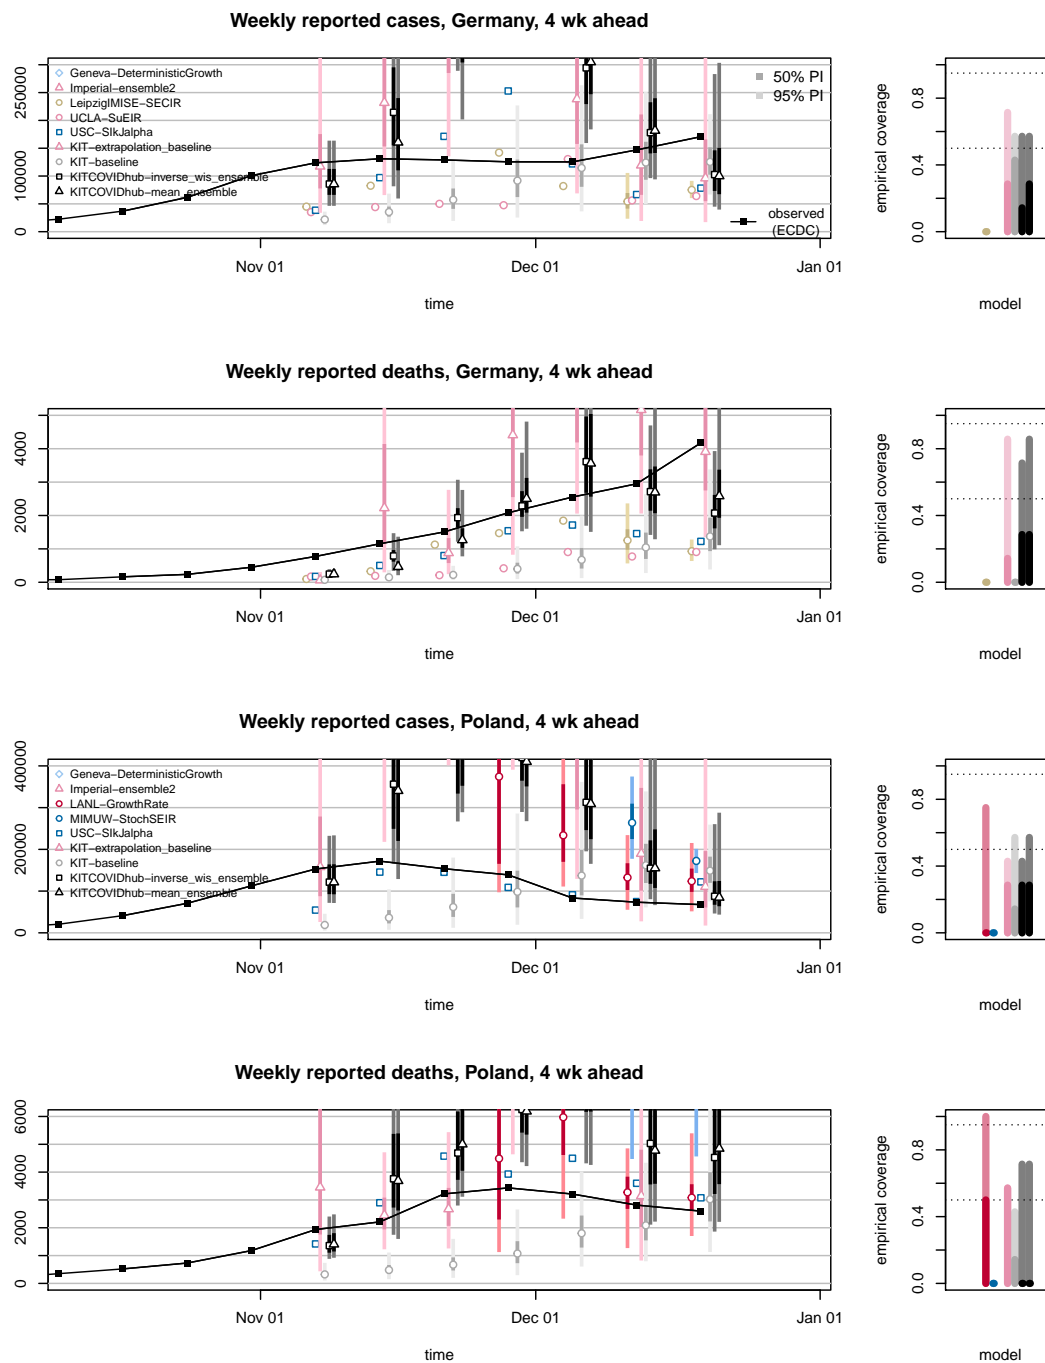 Weekly reported cases, Germany, 4 wk ahead
250000
100000
0
Geneva−DeterministicGrowth
Imperial−ensemble2
LeipzigIMISE−SECIR
UCLA−SuEIR
USC−SIkJalpha
KIT−extrapolation_baseline
KIT−baseline
KITCOVIDhub−inverse_wis_ensemble
KITCOVIDhub−mean_ensemble
50% PI
95% PI
observed
(ECDC)
Nov 01
Dec 01
Jan 01
time
empirical coverage
0.8
0.4
0.0
model
Weekly reported deaths, Germany, 4 wk ahead
4000
2000
0
Nov 01
Dec 01
Jan 01
time
empirical coverage
0.8
0.4
0.0
model
Weekly reported cases, Poland, 4 wk ahead
400000
200000
0
Geneva−DeterministicGrowth
Imperial−ensemble2
LANL−GrowthRate
MIMUW−StochSEIR
USC−SIkJalpha
KIT−extrapolation_baseline
KIT−baseline
KITCOVIDhub−inverse_wis_ensemble
KITCOVIDhub−mean_ensemble
Nov 01
Dec 01
Jan 01
time
empirical coverage
0.8
0.4
0.0
model
Weekly reported deaths, Poland, 4 wk ahead
6000
4000
2000
0
Nov 01
Dec 01
Jan 01
time
empirical coverage
0.8
0.4
0.0
model